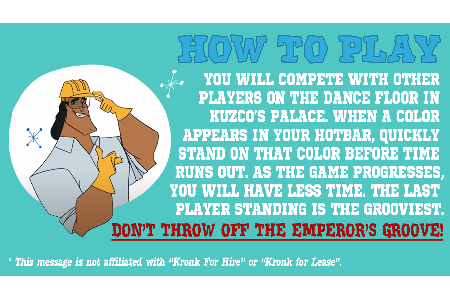 HOW TO PLAY
YOU WILL COMPETE WITH OTHER
PLAYERS ON THE DANCE FLOOR IN
KUZCO'S PALACE. WHEN A COLOR
APPEARS IN YOUR HOTBAR, QUICKLY
STAND ON THAT COLOR BEFORE TIME
RUNS OUT. AS THE GAME PROGRESSES,
YOU WILL HAVE LESS TIME. THE LAST
PLAYER STANDING IS THE GROOVIEST.
DON'T THROW OFF THE EMPEROR'S GROOVE!
* This message is not affiliated with "Kronk For Hire" or "Kronk for Lease".